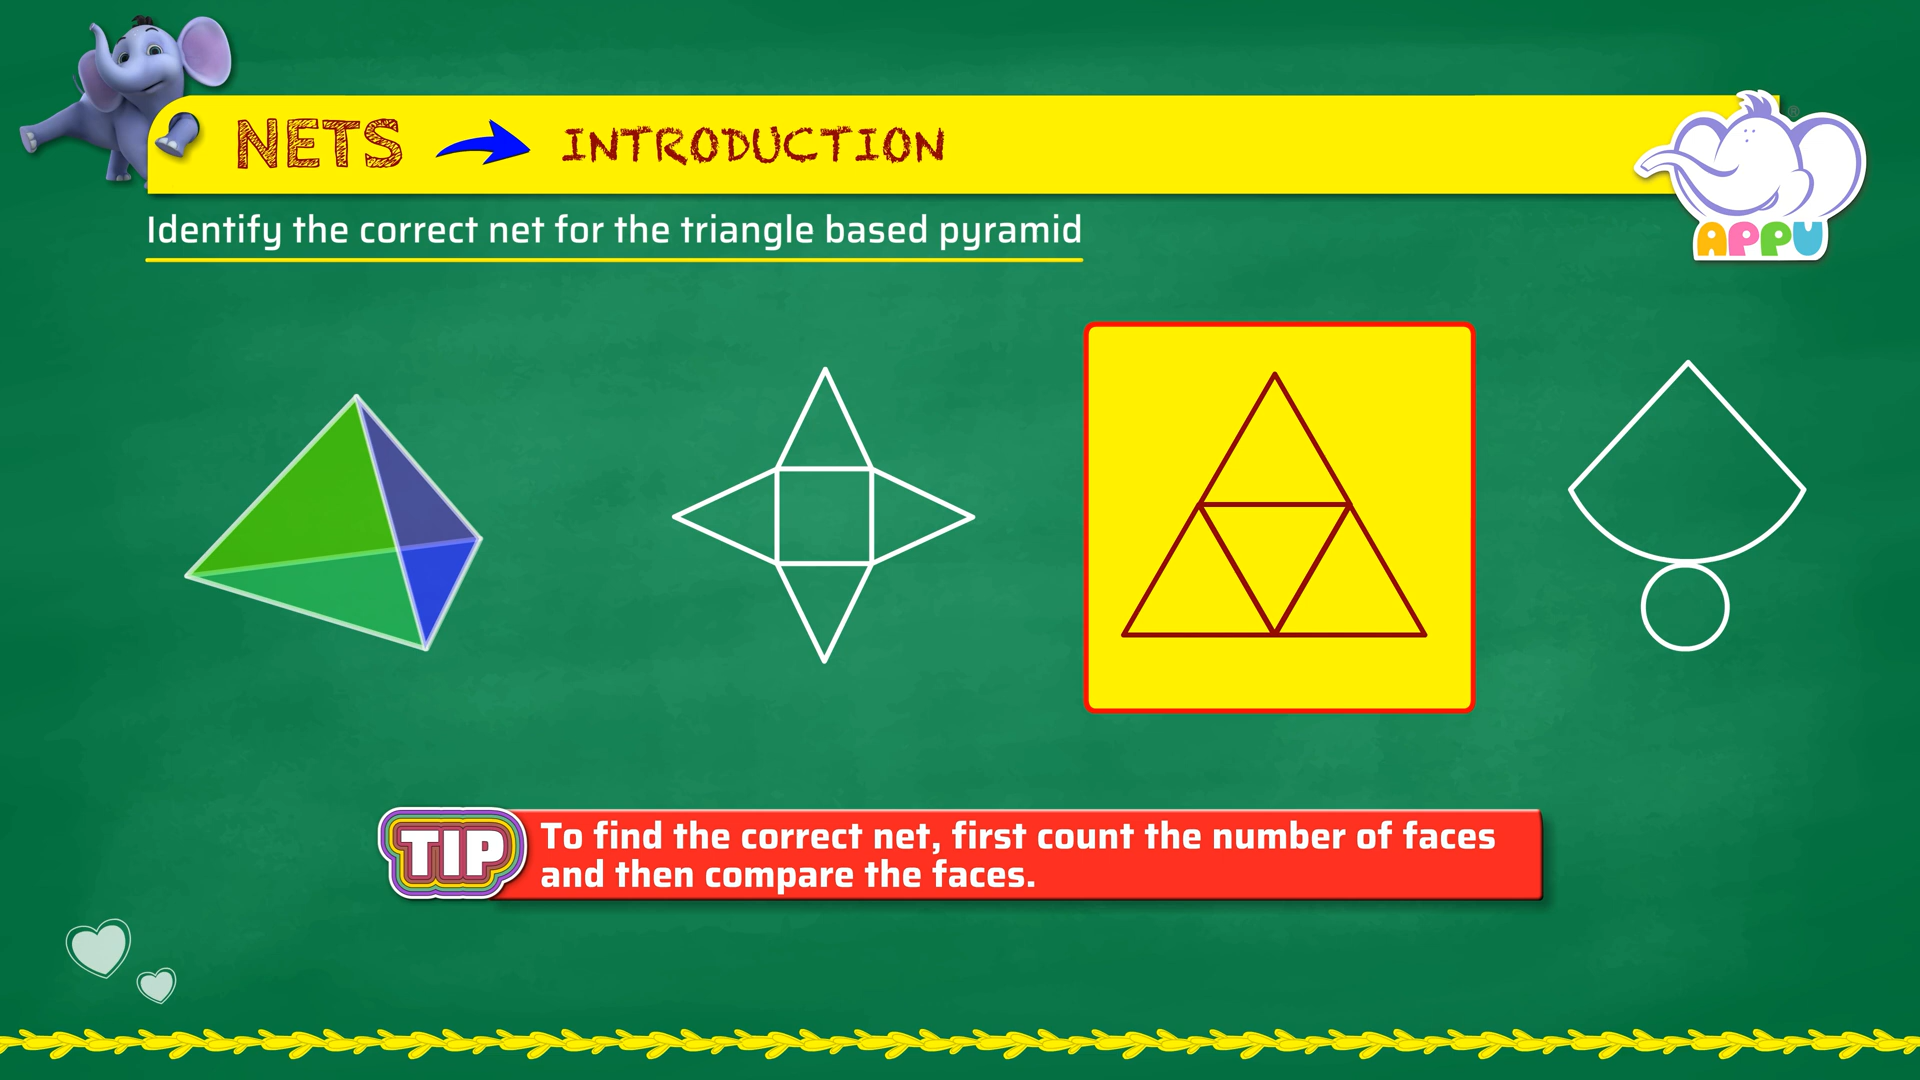 NETS INTRODUCTION
APPU
Identify the correct net for the triangle based pyramid
TIP
To find the correct net, first count the number of faces
and then compare the faces.